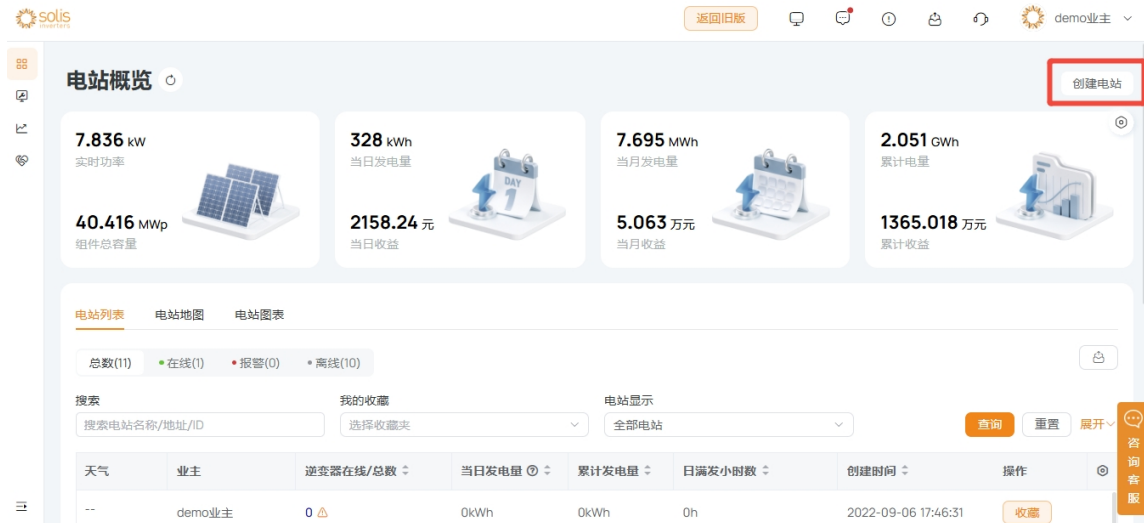 solis
inverters
返回旧版
demo业主
电站概览
创建电站
7.836 kW
实时功率
40.416 MWp
组件总容量
328 kWh
当日发电量
2158.24 元
当日收益
DAY
1
7.695 MWh
当月发电量
5.063 万元
当月收益
2.051 GWh
累计电量
1365.018 万元
累计收益
电站列表 电站地图 电站图表
总数(11) 在线(1) 报警(0) 离线(10)
搜索 我的收藏 电站显示
搜索电站名称/地址/ID 选择收藏夹 全部电站 查询 重置 展开
咨询客服
天气 业主 逆变器在线/总数 当日发电量 累计发电量 日满发小时数 创建时间 操作
-- demo业主 0 0kWh 0kWh 0h 2022-09-06 17:46:31 收藏